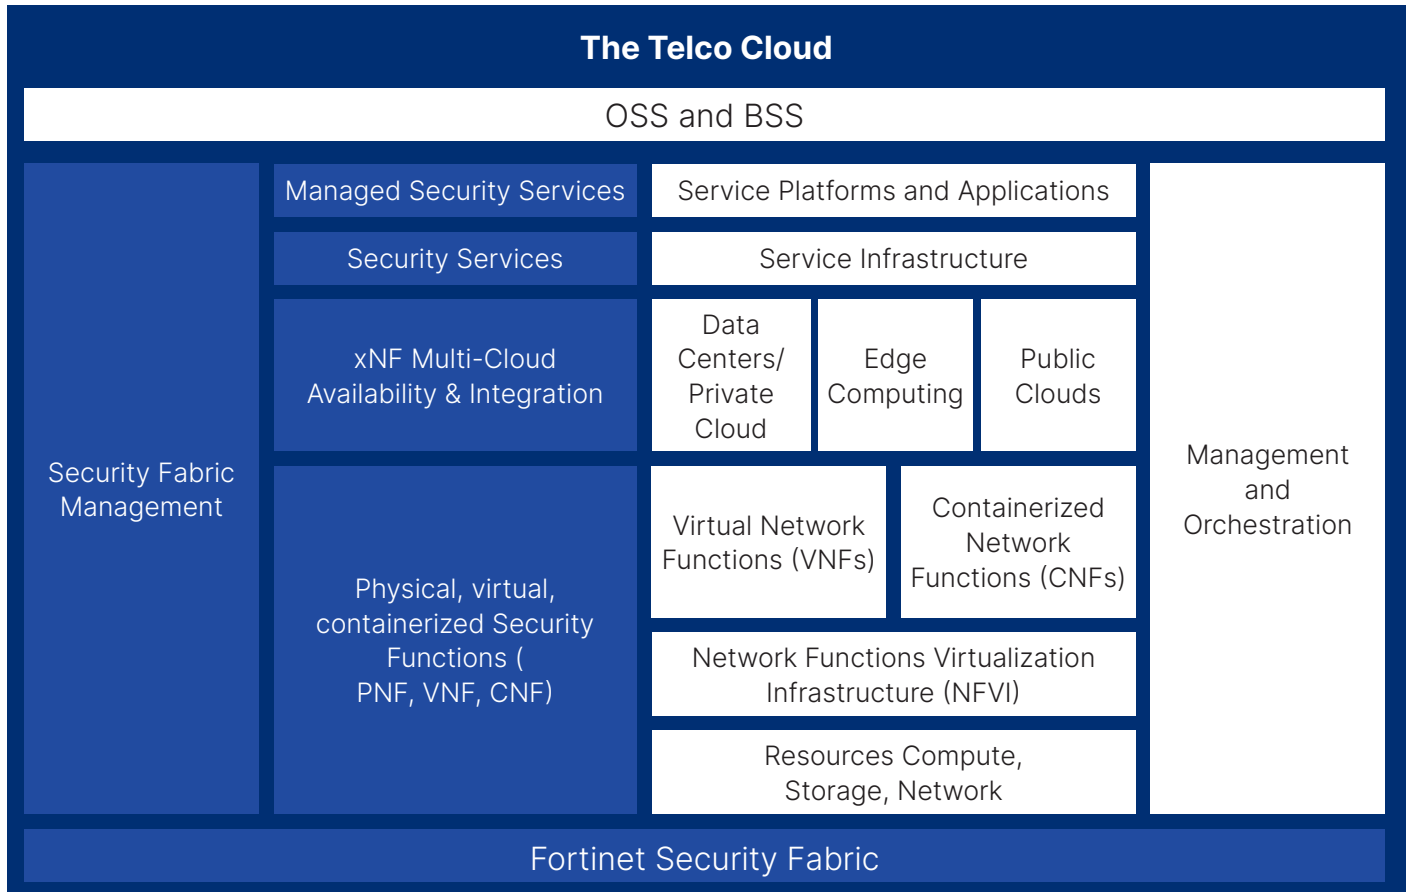 The Telco Cloud
OSS and BSS
Security Fabric
Management
Managed Security Services
Security Services
xNF Multi-Cloud
Availability & Integration
Physical, virtual,
containerized Security
Functions (
PNF, VNF, CNF)
Service Platforms and Applications
Service Infrastructure
Data
Centers/
Private
Cloud
Edge
Computing
Public
Clouds
Virtual Network
Functions (VNFs)
Containerized
Network
Functions (CNFs)
Network Functions Virtualization
Infrastructure (NFVI)
Resources Compute,
Storage, Network
Management
and
Orchestration
Fortinet Security Fabric